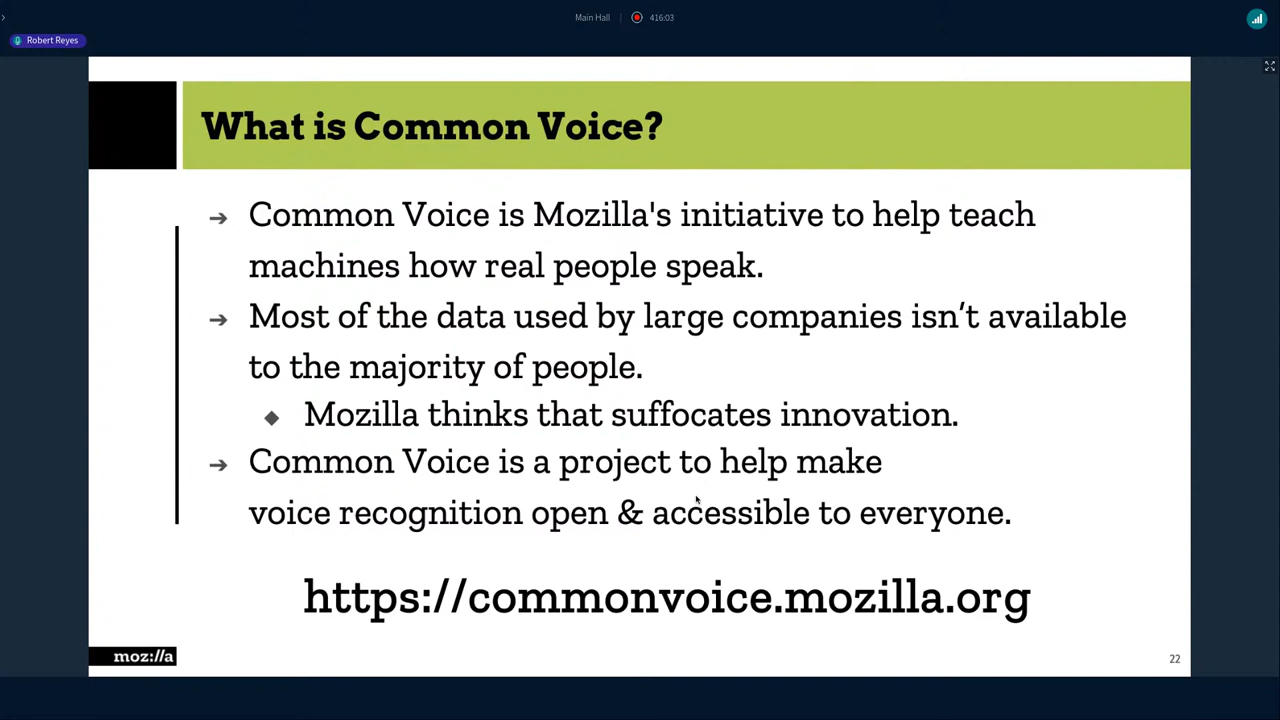 Main Hall
416:03
Robert Reyes
What is Common Voice?
Common Voice is Mozilla's initiative to help teach
machines how real people speak.
Most of the data used by large companies isn’t available
to the majority of people.
Mozilla thinks that suffocates innovation.
Common Voice is a project to help make
voice recognition open & accessible to everyone.
https://commonvoice.mozilla.org
moz://a
22